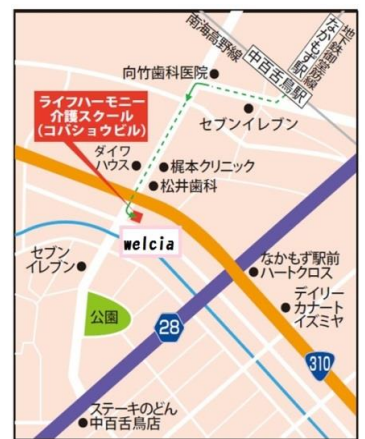 南海高野線
中百舌鳥駅
地下鉄御堂筋線
なかもず駅
向竹歯科医院
セブンイレブン
ライフハーモニー
介護スクール
(コバショウビル)
ダイワ
ハウス
梶本クリニック
松井歯科
welcia
セブン
イレブン
なかもず駅前
ハートクロス
デイリー
カナート
イズミヤ
公園
28
310
ステーキのどん
中百舌鳥店